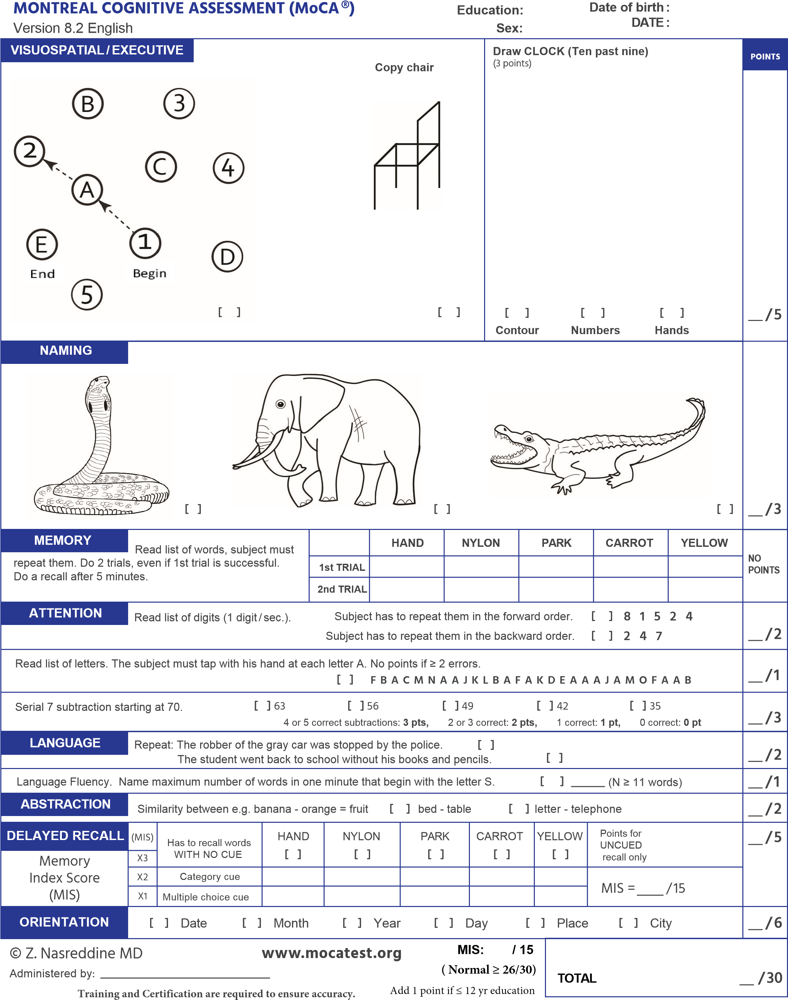 MONTREAL COGNITIVE ASSESSMENT (MoCA®)
Version 8.2 English
Education:
Sex:
Date of birth :
DATE :
VISUOSPATIAL / EXECUTIVE
Copy chair
Draw CLOCK (Ten past nine)
(3 points)
POINTS
B
3
2
C
4
A
E
1
D
End
Begin
5
[ ]
[ ]
[ ] [ ] [ ]
Contour Numbers Hands
__/5
NAMING
[ ] [ ] [ ] __/3
MEMORY
Read list of words, subject must
repeat them. Do 2 trials, even if 1st trial is successful.
Do a recall after 5 minutes.
HAND NYLON PARK CARROT YELLOW
1st TRIAL
2nd TRIAL
NO
POINTS
ATTENTION
Read list of digits (1 digit / sec.). Subject has to repeat them in the forward order. [ ] 8 1 5 2 4
Subject has to repeat them in the backward order. [ ] 2 4 7 __/2
Read list of letters. The subject must tap with his hand at each letter A. No points if ≥ 2 errors.
[ ] F B A C M N A A J K L B A F A K D E A A A J A M O F A A B __/1
Serial 7 subtraction starting at 70. [ ] 63 [ ] 56 [ ] 49 [ ] 42 [ ] 35
4 or 5 correct subtractions: 3 pts, 2 or 3 correct: 2 pts, 1 correct: 1 pt, 0 correct: 0 pt __/3
LANGUAGE
Repeat: The robber of the gray car was stopped by the police. [ ]
The student went back to school without his books and pencils. [ ] __/2
Language Fluency. Name maximum number of words in one minute that begin with the letter S. [ ] _____ (N ≥ 11 words) __/1
ABSTRACTION
Similarity between e.g. banana - orange = fruit [ ] bed - table [ ] letter - telephone __/2
DELAYED RECALL
(MIS)
Has to recall words
WITH NO CUE
HAND NYLON PARK CARROT YELLOW
[ ] [ ] [ ] [ ] [ ]
Points for
UNCUED
recall only
__/5
Memory
Index Score
(MIS)
X3
X2 Category cue
X1 Multiple choice cue
MIS = ____ /15
ORIENTATION
[ ] Date [ ] Month [ ] Year [ ] Day [ ] Place [ ] City __/6
© Z. Nasreddine MD
www.mocatest.org
MIS: / 15
( Normal ≥ 26/30)
Administered by: ____________________
Training and Certification are required to ensure accuracy.
Add 1 point if ≤ 12 yr education
TOTAL __/30